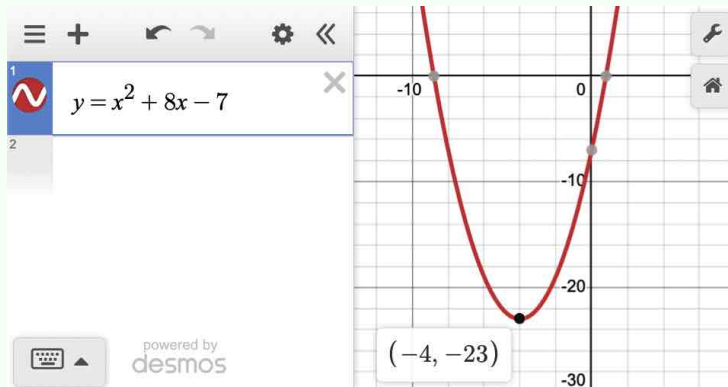 1
y = x² + 8x − 7
2
powered by
desmos
-10
0
-10
-20
-30
(−4, −23)